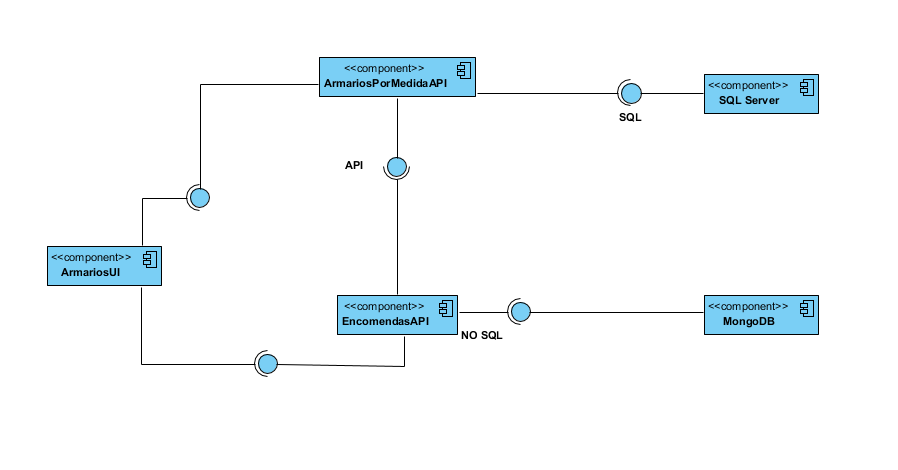 <<component>>
ArmariosPorMedidaAPI
<<component>>
SQL Server
SQL
API
<<component>>
ArmariosUI
<<component>>
EncomendasAPI
<<component>>
MongoDB
NO SQL